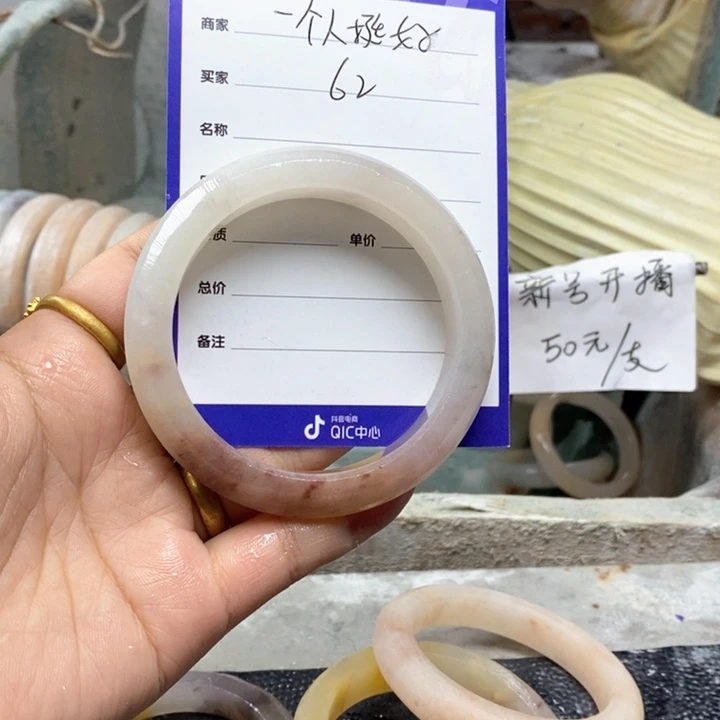 商家 一个人挺好
买家 62
名称
质 单价
总价
备注
抖音电商
QIC中心
新号开播
50元/支